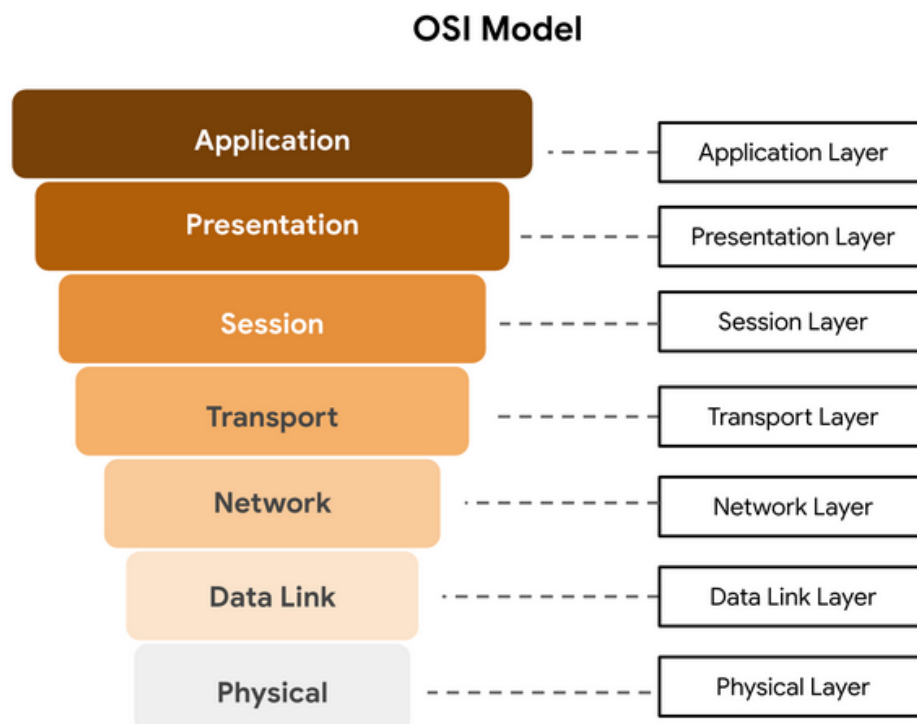 OSI Model
Application
Application Layer
Presentation
Presentation Layer
Session
Session Layer
Transport
Transport Layer
Network
Network Layer
Data Link
Data Link Layer
Physical
Physical Layer